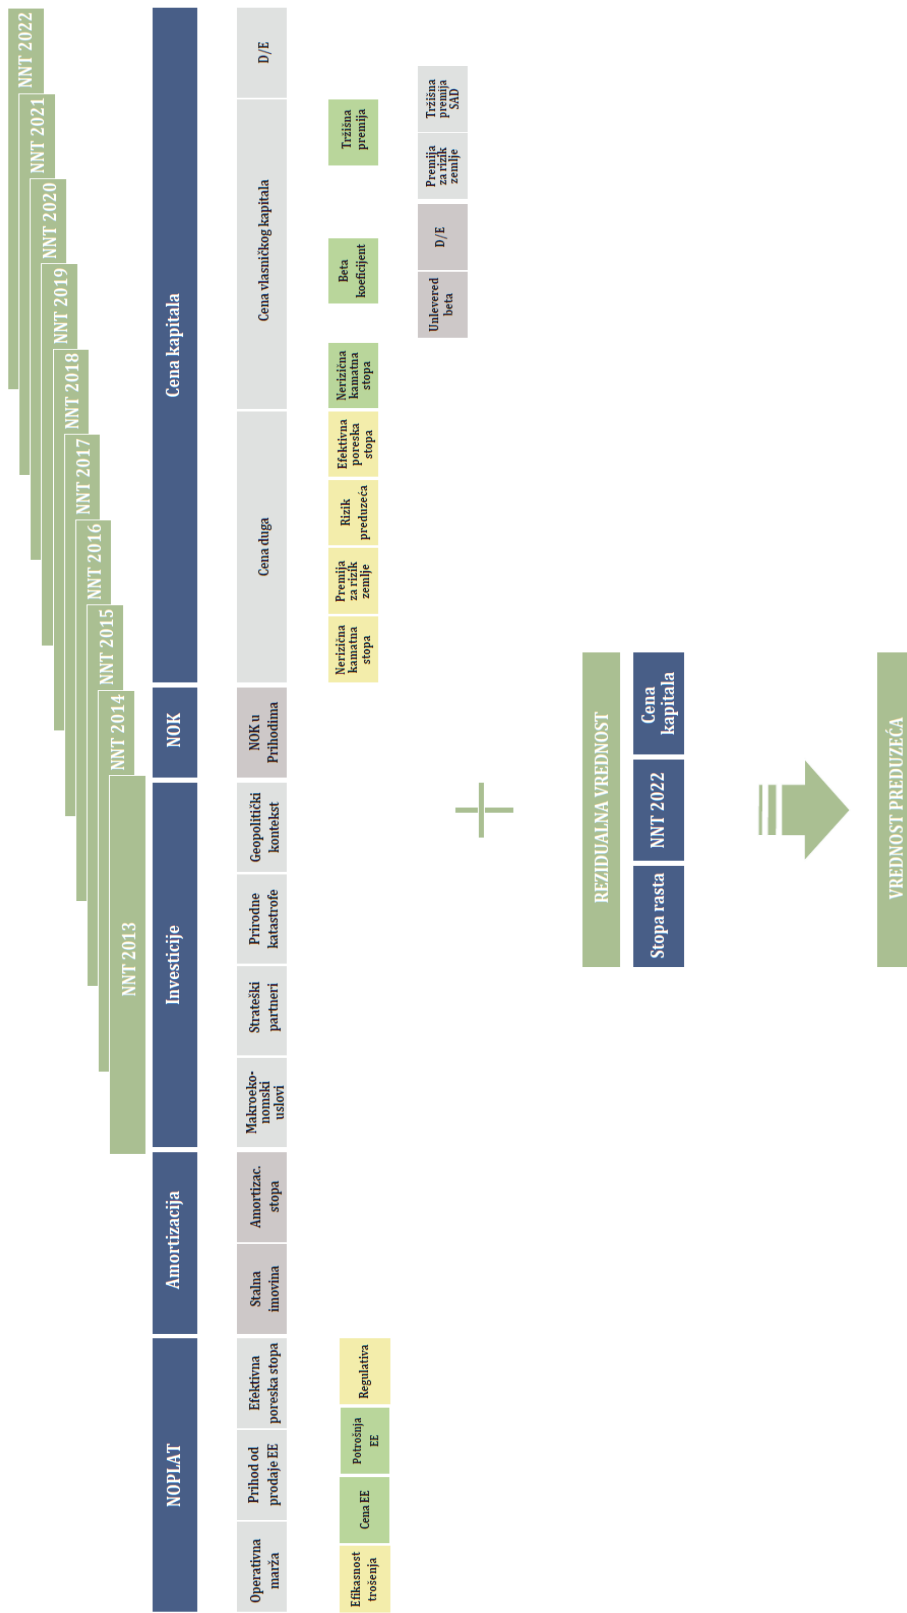 NNT 2022
NNT 2021
NNT 2020
NNT 2019
NNT 2018
NNT 2017
NNT 2016
NNT 2015
NNT 2014
NNT 2013
NOPLAT
Amortizacija
Investicije
NOK
Cena kapitala
Operativna
marža
Prihod od
prodaje EE
Efektivna
poreska stopa
Stalna
imovina
Amortizac.
stopa
Makroeko-
nomski
uslovi
Strateški
partneri
Prirodne
katastrofe
Geopolitički
kontekst
NOK u
Prihodima
Cena duga
Cena vlasničkog kapitala
D/E
Efikasnost
trošenja
Cena EE
Potrošnja
EE
Regulativa
Nerizična
kamatna
stopa
Premija
za rizik
zemlje
Rizik
preduzeća
Efektivna
poreska
stopa
Nerizična
kamatna
stopa
Beta
koeficijent
Tržišna
premija
Unlevered
beta
D/E
Premija
za rizik
zemlje
Tržišna
premija
SAD
REZIDUALNA VREDNOST
Stopa rasta
NNT 2022
Cena
kapitala
VREDNOST PREDUZEĆA